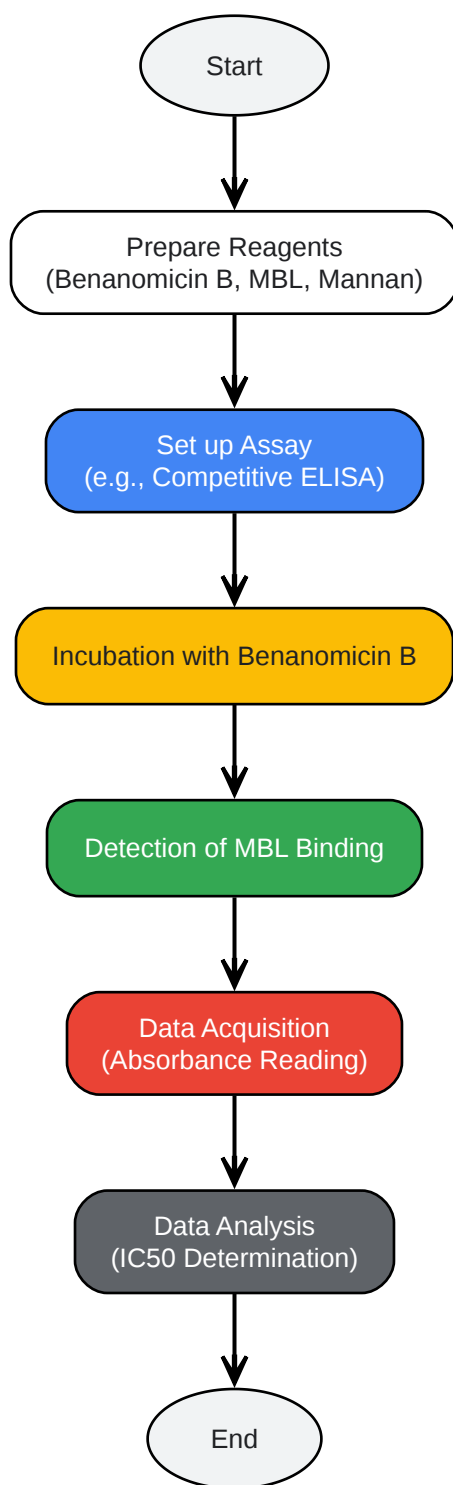 Start
Prepare Reagents
(Benanomicin B, MBL, Mannan)
Set up Assay
(e.g., Competitive ELISA)
Incubation with Benanomicin B
Detection of MBL Binding
Data Acquisition
(Absorbance Reading)
Data Analysis
(IC50 Determination)
End